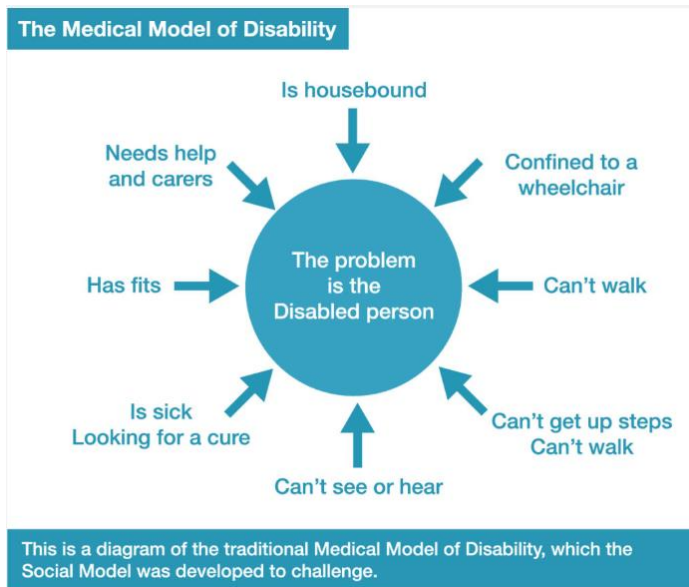 The Medical Model of Disability
Is housebound
Needs help
and carers
Confined to a
wheelchair
Has fits
The problem
is the
Disabled person
Can't walk
Is sick
Looking for a cure
Can't get up steps
Can't walk
Can't see or hear
This is a diagram of the traditional Medical Model of Disability, which the
Social Model was developed to challenge.